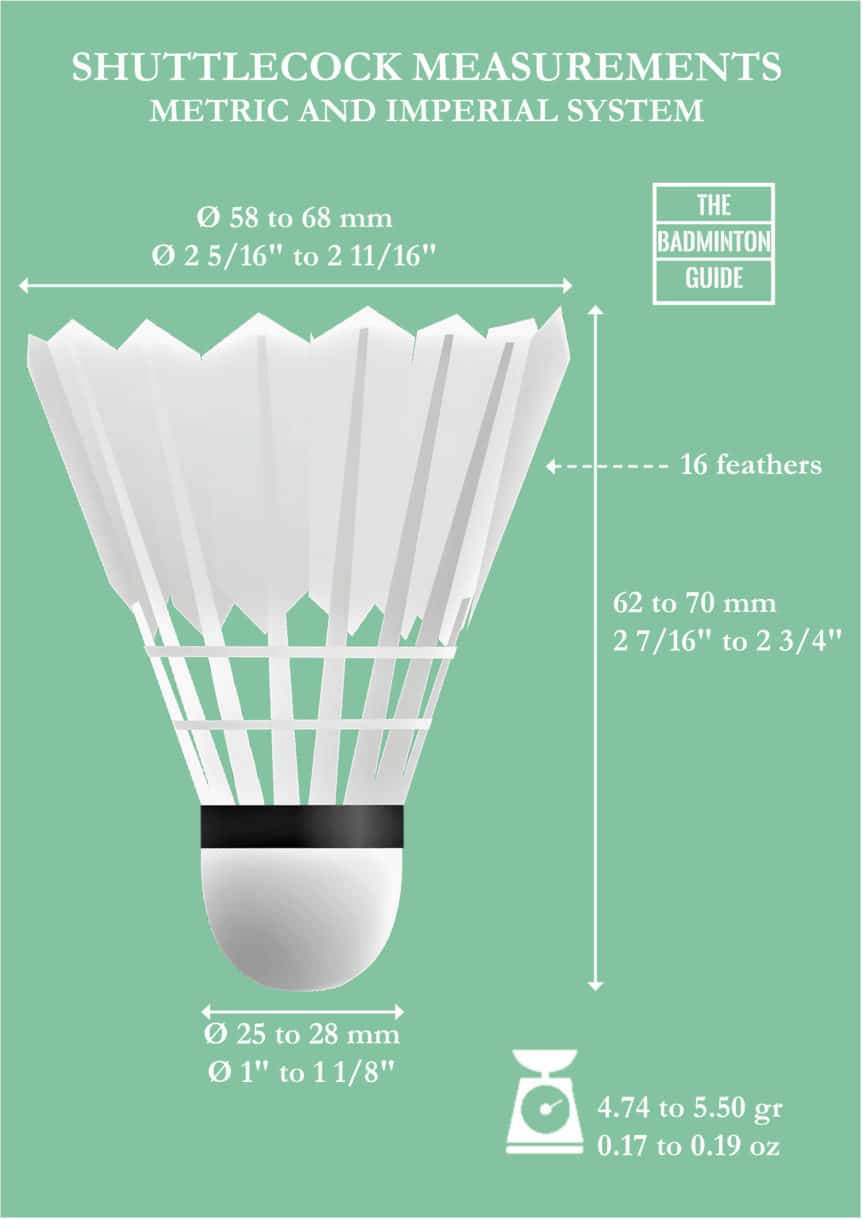 SHUTTLECOCK MEASUREMENTS
METRIC AND IMPERIAL SYSTEM
THE
BADMINTON
GUIDE
Ø 58 to 68 mm
Ø 2 5/16" to 2 11/16"
16 feathers
62 to 70 mm
2 7/16" to 2 3/4"
Ø 25 to 28 mm
Ø 1" to 1 1/8"
4.74 to 5.50 gr
0.17 to 0.19 oz